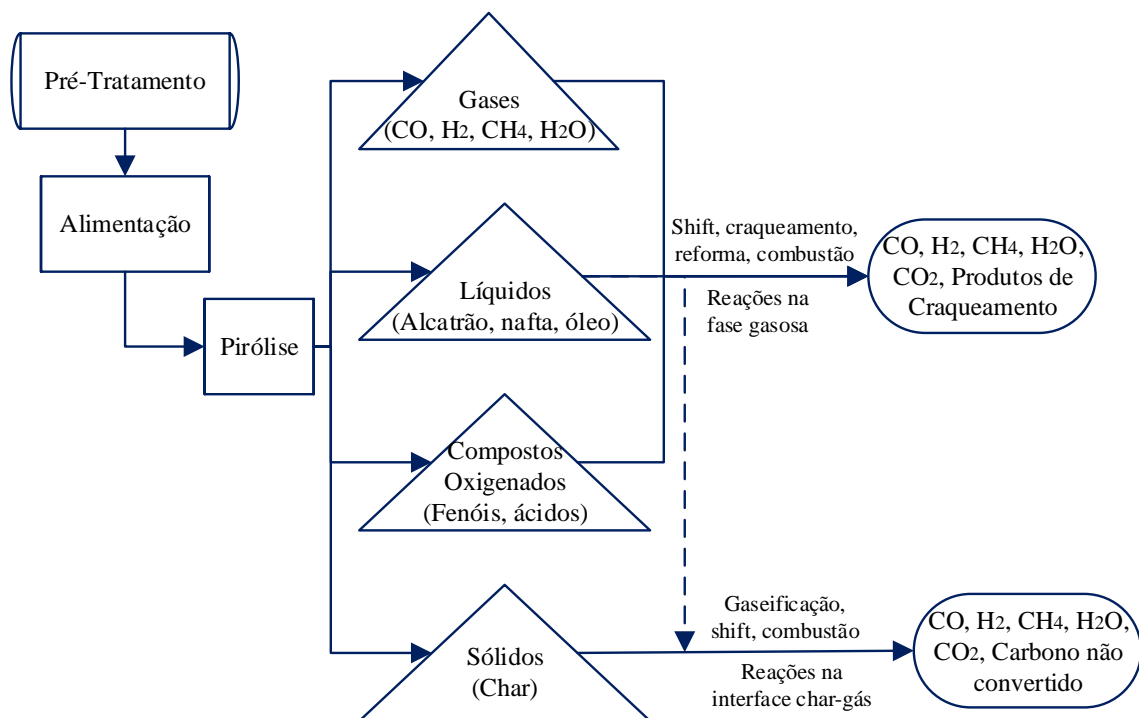 Pré-Tratamento
Alimentação
Pirólise
Gases
(CO, H2, CH4, H2O)
Líquidos
(Alcatrão, nafta, óleo)
Compostos
Oxigenados
(Fenóis, ácidos)
Sólidos
(Char)
Shift, craqueamento,
reforma, combustão
Reações na
fase gasosa
CO, H2, CH4, H2O,
CO2, Produtos de
Craqueamento
Gaseificação,
shift, combustão
Reações na
interface char-gás
CO, H2, CH4, H2O,
CO2, Carbono não
convertido